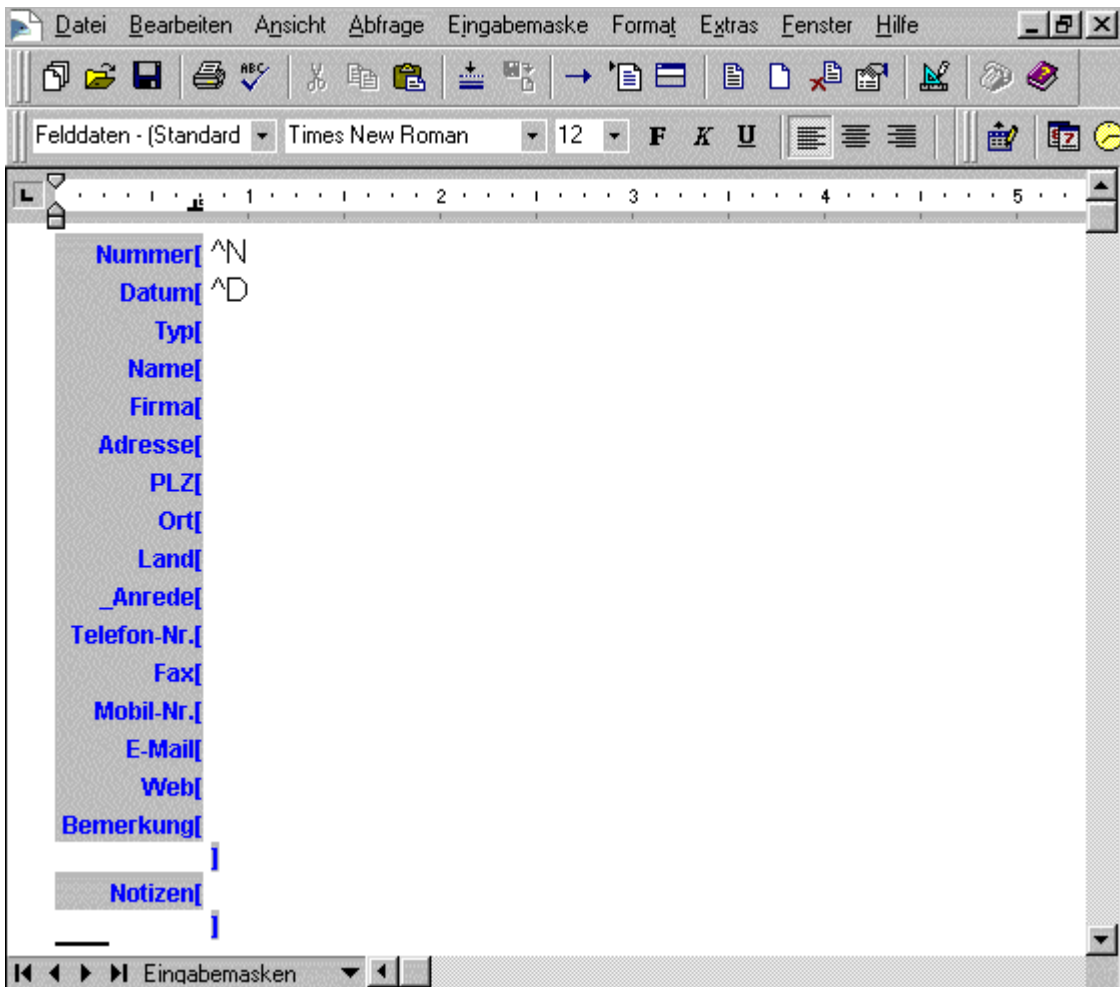 Datei Bearbeiten Ansicht Abfrage Eingabemaske Format Extras Fenster Hilfe
ABC
Felddaten - (Standard Times New Roman 12 F K U
1 2 3 4 5
Nummer[ ^N
Datum[ ^D
Typ[
Name[
Firma[
Adresse[
PLZ[
Ort[
Land[
_Anrede[
Telefon-Nr.[
Fax[
Mobil-Nr.[
E-Mail[
Web[
Bemerkung[
]
Notizen[
]
Eingabemasken